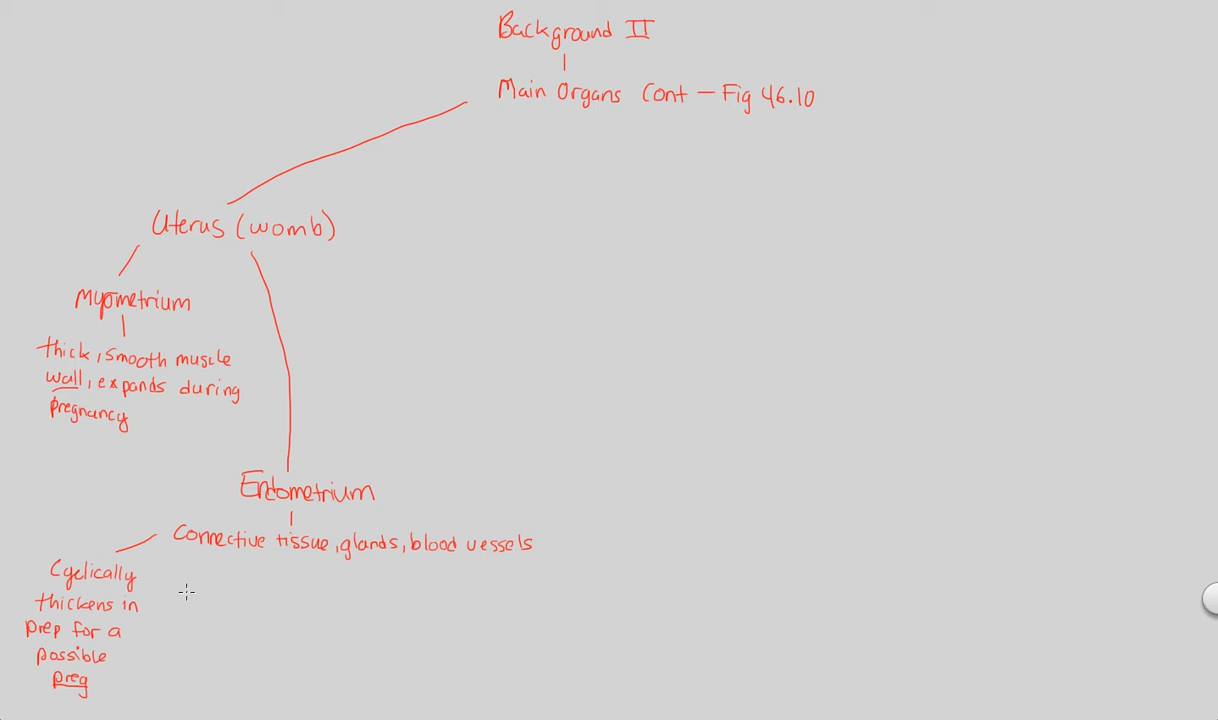 Background II
Main Organs Cont — Fig 46.10
Uterus (womb)
Myometrium
thick, smooth muscle
wall, expands during
pregnancy
Endometrium
Connective tissue, glands, blood vessels
Cyclically
thickens in
prep for a
possible
preg